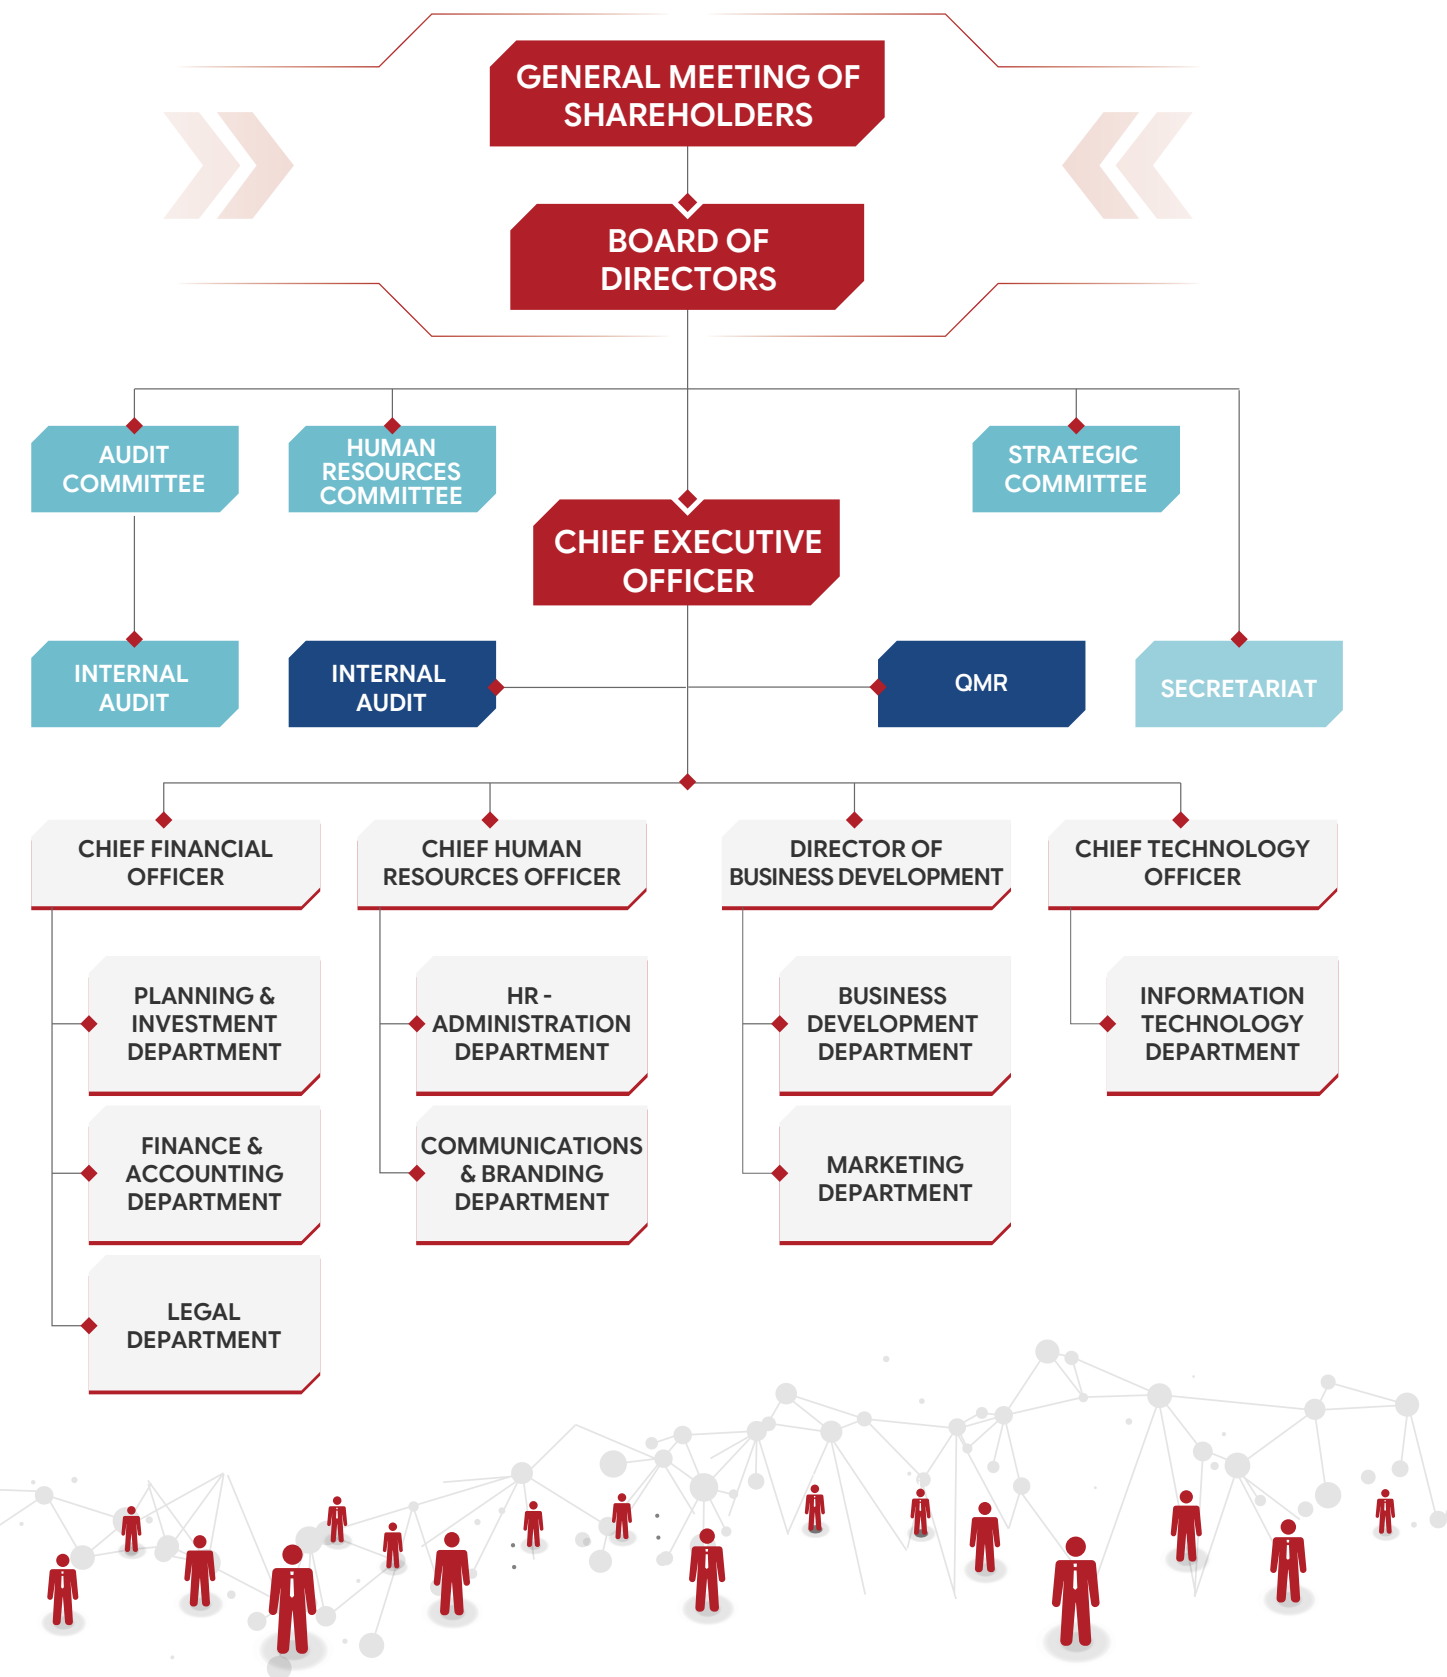 GENERAL MEETING OF
SHAREHOLDERS
BOARD OF
DIRECTORS
AUDIT
COMMITTEE
HUMAN
RESOURCES
COMMITTEE
STRATEGIC
COMMITTEE
CHIEF EXECUTIVE
OFFICER
INTERNAL
AUDIT
INTERNAL
AUDIT
QMR
SECRETARIAT
CHIEF FINANCIAL
OFFICER
CHIEF HUMAN
RESOURCES OFFICER
DIRECTOR OF
BUSINESS DEVELOPMENT
CHIEF TECHNOLOGY
OFFICER
PLANNING &
INVESTMENT
DEPARTMENT
HR -
ADMINISTRATION
DEPARTMENT
BUSINESS
DEVELOPMENT
DEPARTMENT
INFORMATION
TECHNOLOGY
DEPARTMENT
FINANCE &
ACCOUNTING
DEPARTMENT
COMMUNICATIONS
& BRANDING
DEPARTMENT
MARKETING
DEPARTMENT
LEGAL
DEPARTMENT